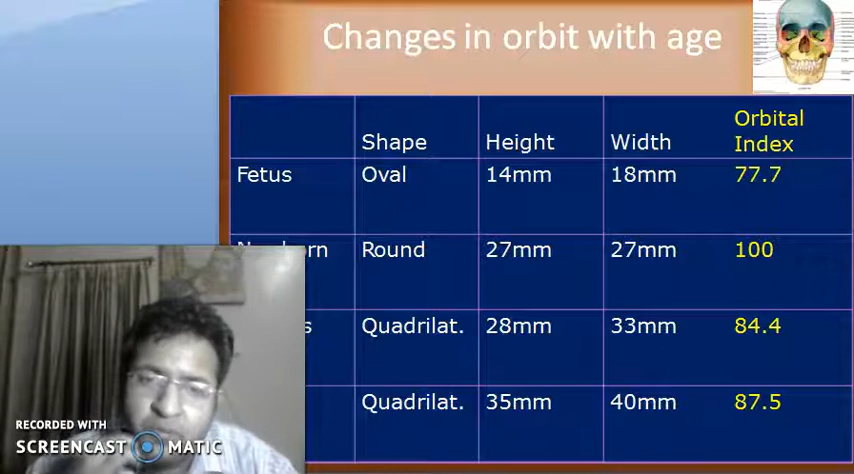 Changes in orbit with age
Shape Height Width Orbital Index
Fetus Oval 14mm 18mm 77.7
Round 27mm 27mm 100
Quadrilat. 28mm 33mm 84.4
Quadrilat. 35mm 40mm 87.5
RECORDED WITH
SCREENCAST MATIC